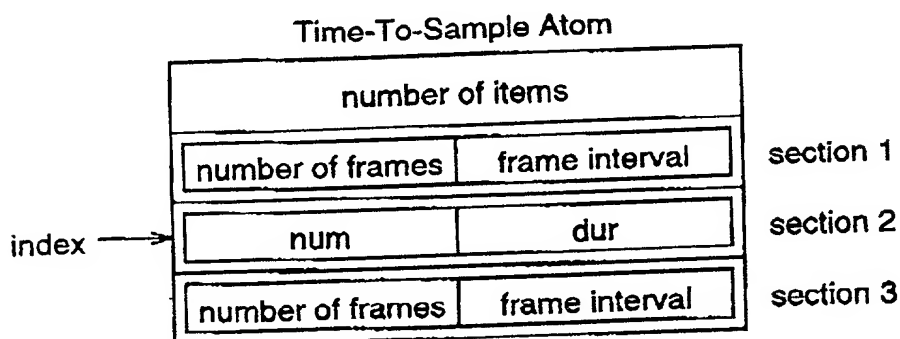 Time-To-Sample Atom
number of items
number of frames frame interval section 1
index num dur section 2
number of frames frame interval section 3